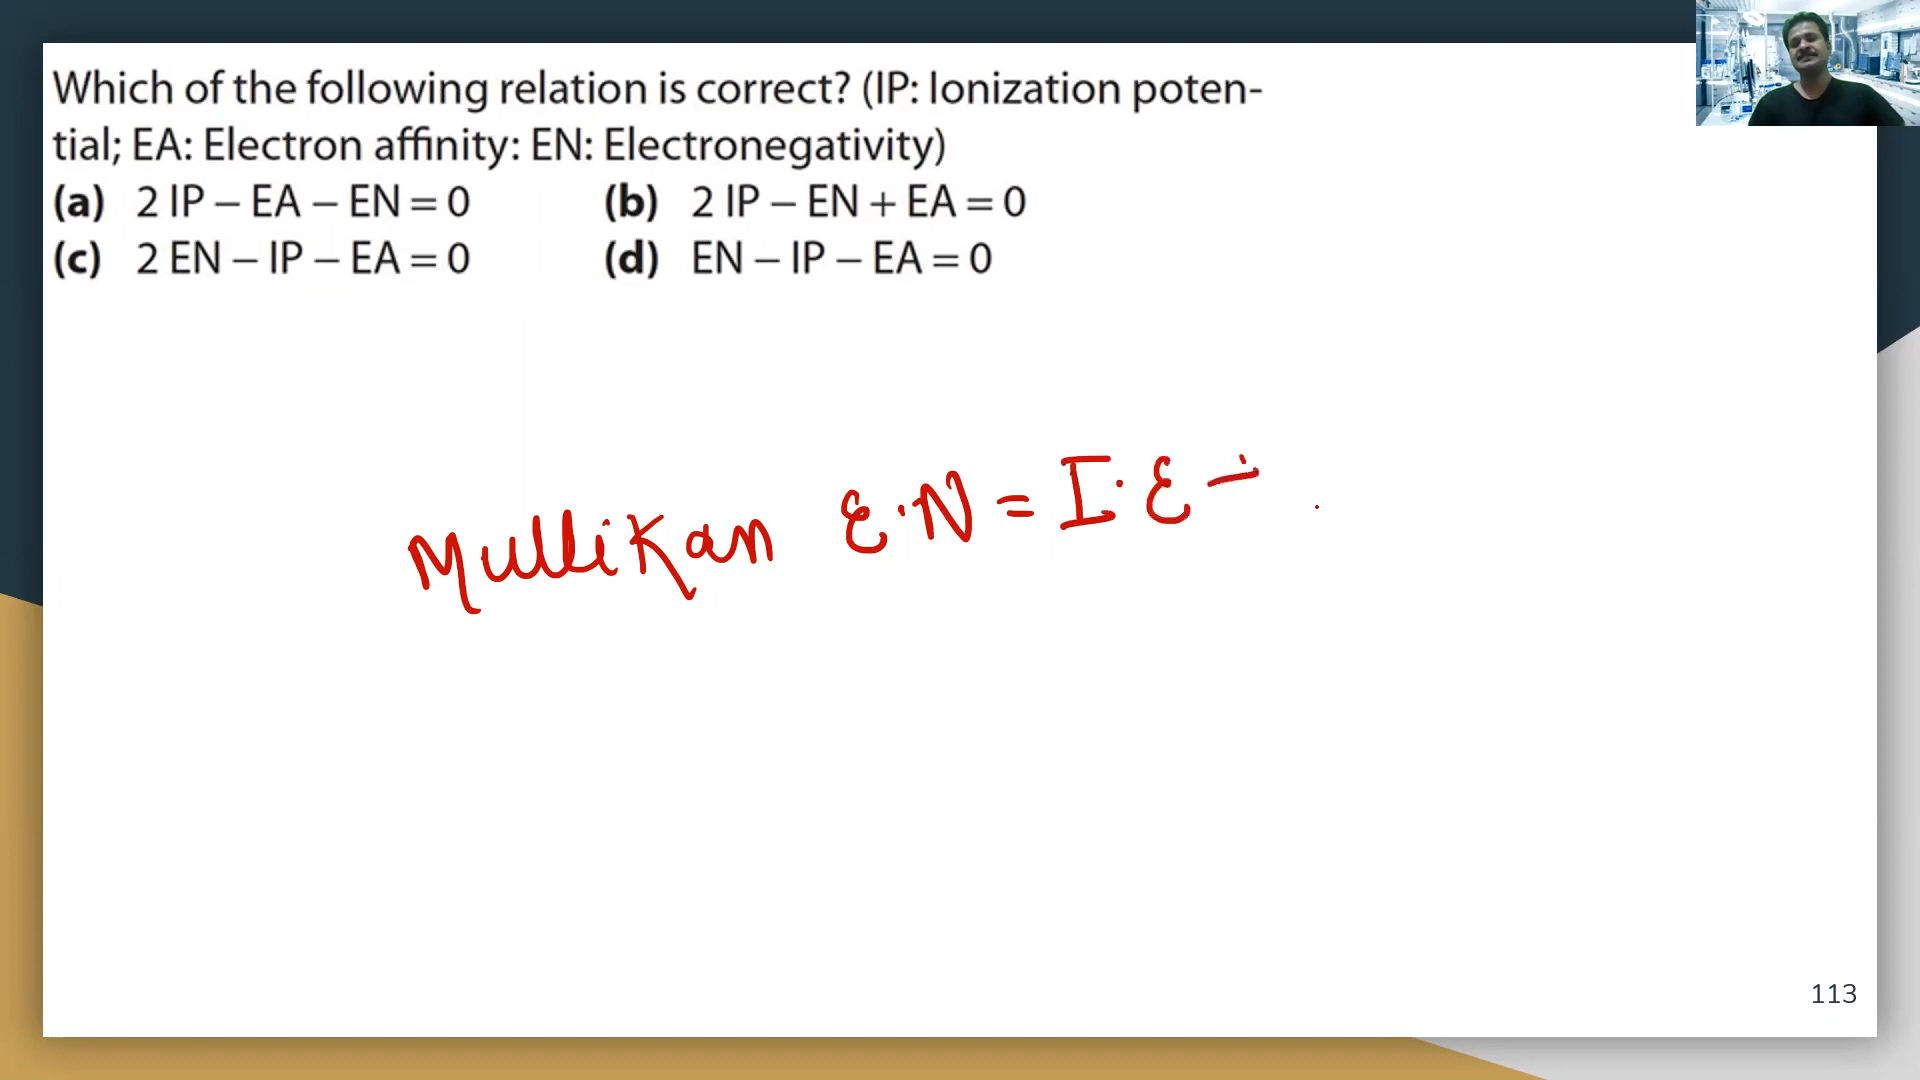 Which of the following relation is correct? (IP: Ionization poten-
tial; EA: Electron affinity: EN: Electronegativity)
(a) 2 IP – EA – EN = 0 (b) 2 IP – EN + EA = 0
(c) 2 EN – IP – EA = 0 (d) EN – IP – EA = 0
Mullikan E.N = I.E
113